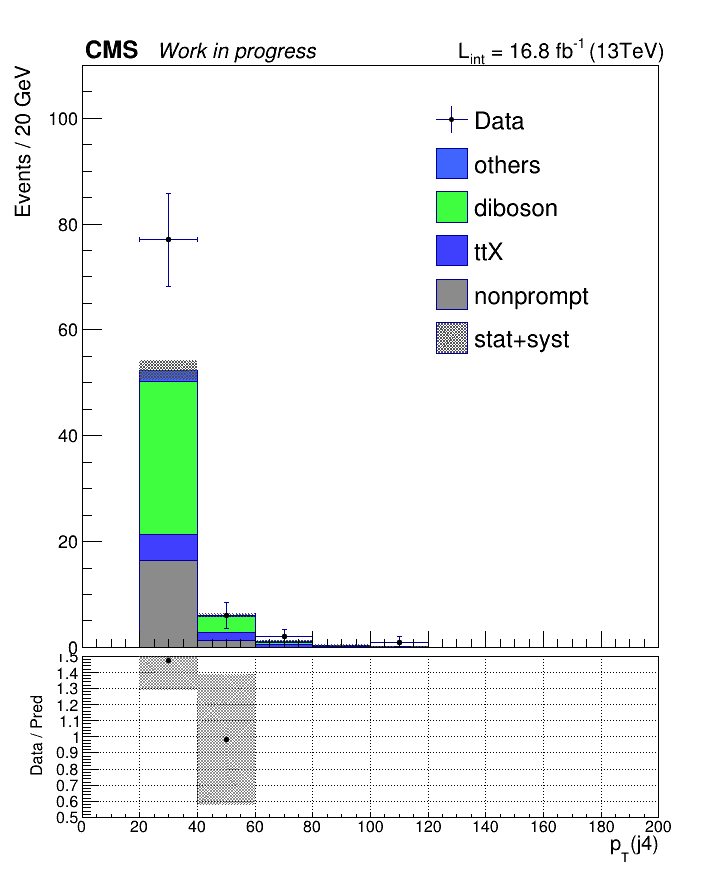 CMS Work in progress L_int = 16.8 fb^-1 (13TeV)
Events / 20 GeV
100
80
60
40
20
0
Data
others
diboson
ttX
nonprompt
stat+syst
Data / Pred
1.5
1.4
1.3
1.2
1.1
1
0.9
0.8
0.7
0.6
0.5
0 20 40 60 80 100 120 140 160 180 200
p_T(j4)